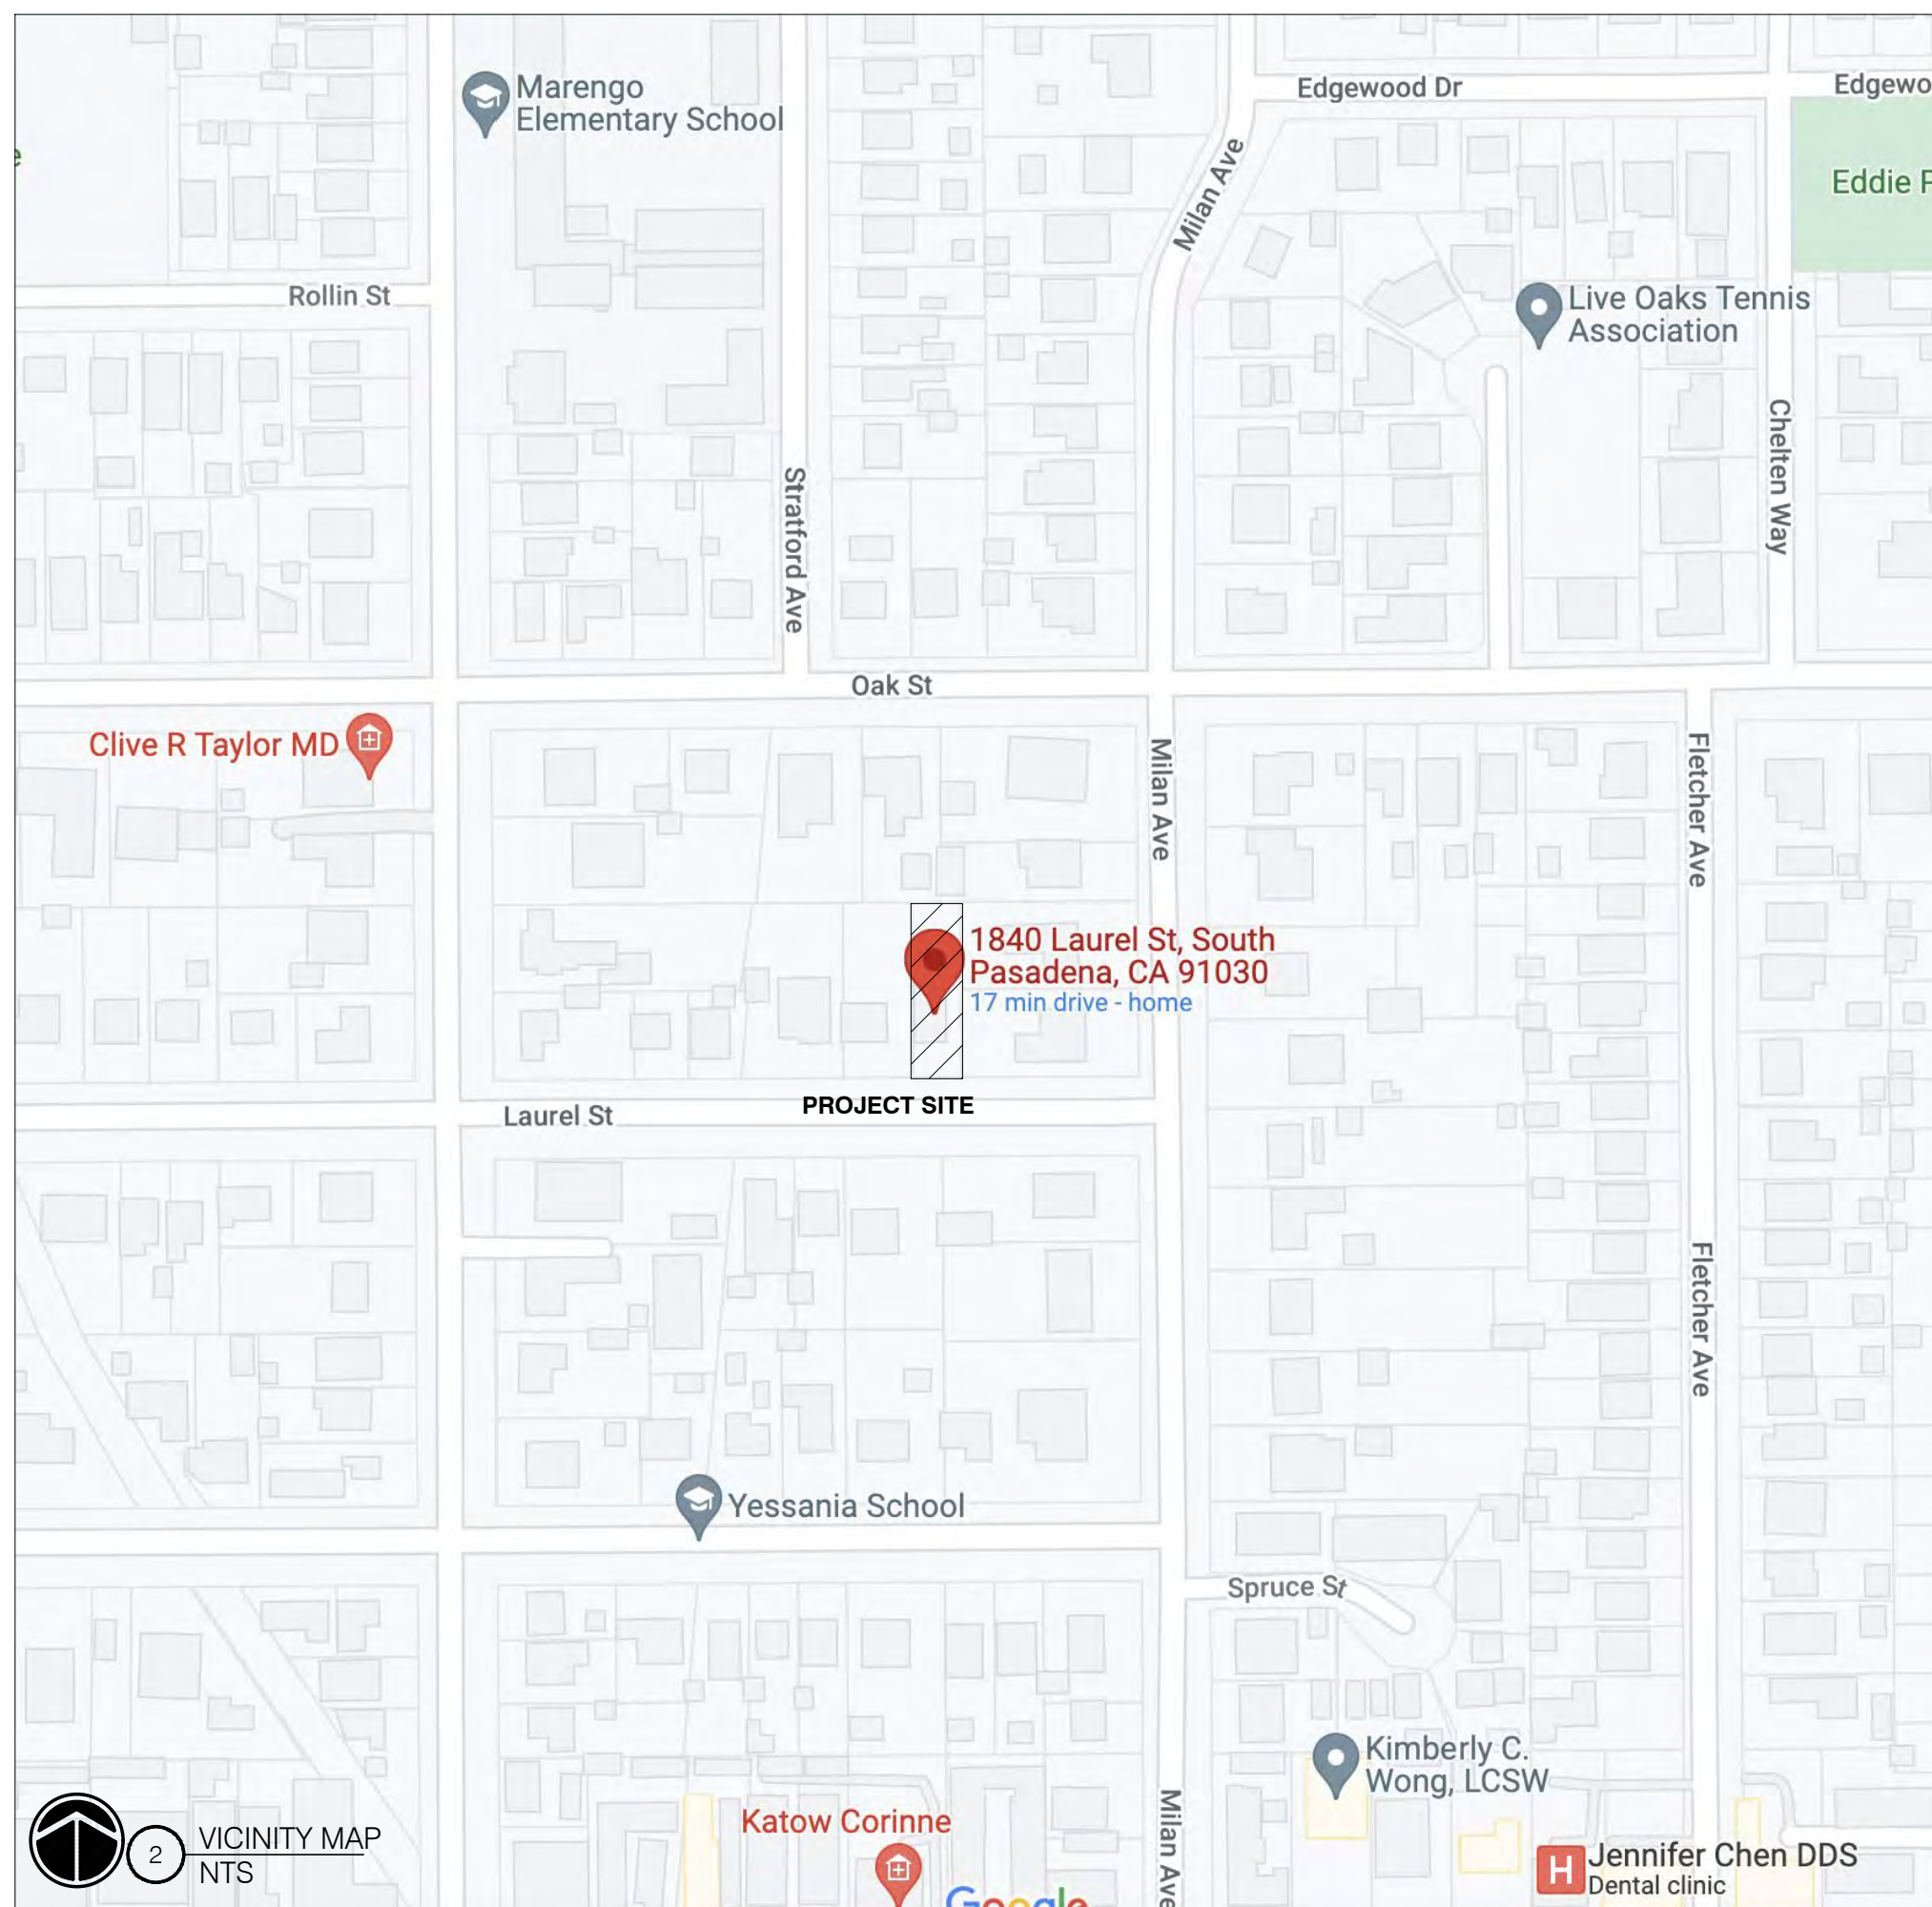 Marengo
Elementary School
Edgewood Dr
Edgewo
e
Milan Ave
Eddie P
Rollin St
Live Oaks Tennis
Association
Chelten Way
Stratford Ave
Oak St
Clive R Taylor MD
Milan Ave
Fletcher Ave
1840 Laurel St, South
Pasadena, CA 91030
17 min drive - home
PROJECT SITE
Laurel St
Fletcher Ave
Yessania School
Spruce St
Kimberly C.
Wong, LCSW
Milan Ave
Katow Corinne
2
VICINITY MAP
NTS
H
Jennifer Chen DDS
Dental clinic
Google